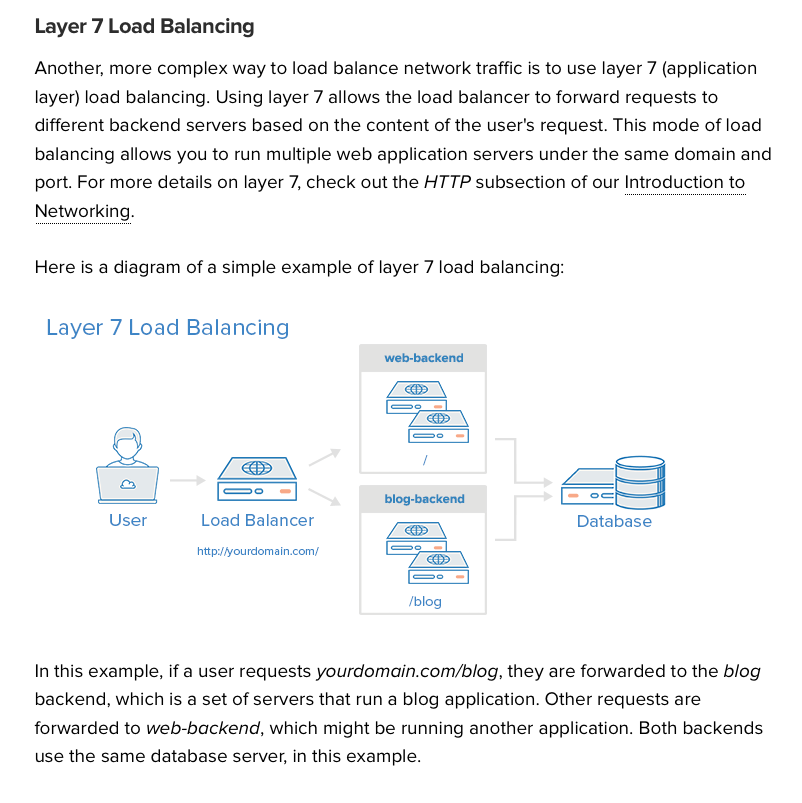 Layer 7 Load Balancing
Another, more complex way to load balance network traffic is to use layer 7 (application
layer) load balancing. Using layer 7 allows the load balancer to forward requests to
different backend servers based on the content of the user's request. This mode of load
balancing allows you to run multiple web application servers under the same domain and
port. For more details on layer 7, check out the HTTP subsection of our Introduction to
Networking.
Here is a diagram of a simple example of layer 7 load balancing:
Layer 7 Load Balancing
web-backend
/
User
Load Balancer
http://yourdomain.com/
blog-backend
/blog
Database
In this example, if a user requests yourdomain.com/blog, they are forwarded to the blog
backend, which is a set of servers that run a blog application. Other requests are
forwarded to web-backend, which might be running another application. Both backends
use the same database server, in this example.